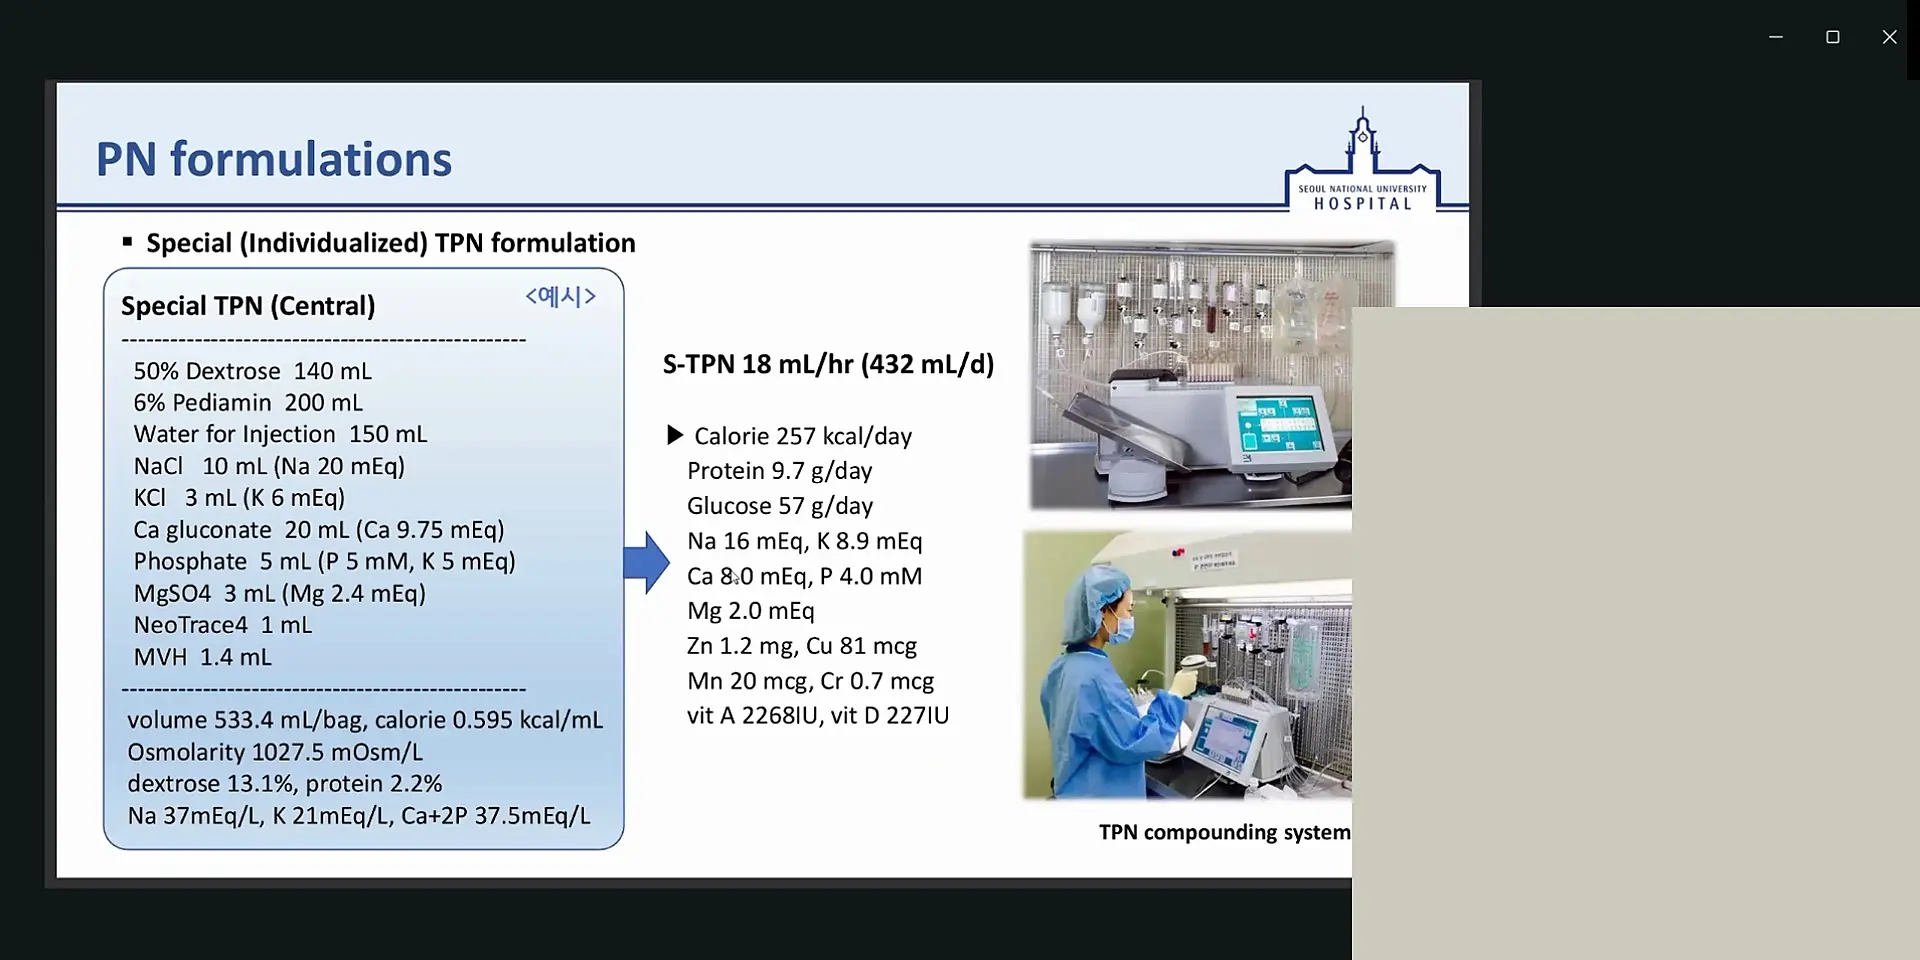 PN formulations
SEOUL NATIONAL UNIVERSITY
HOSPITAL
▪ Special (Individualized) TPN formulation
Special TPN (Central)
<예시>
--------------------------------------------------
50% Dextrose 140 mL
6% Pediamin 200 mL
Water for Injection 150 mL
NaCl 10 mL (Na 20 mEq)
KCl 3 mL (K 6 mEq)
Ca gluconate 20 mL (Ca 9.75 mEq)
Phosphate 5 mL (P 5 mM, K 5 mEq)
MgSO4 3 mL (Mg 2.4 mEq)
NeoTrace4 1 mL
MVH 1.4 mL
--------------------------------------------------
volume 533.4 mL/bag, calorie 0.595 kcal/mL
Osmolarity 1027.5 mOsm/L
dextrose 13.1%, protein 2.2%
Na 37mEq/L, K 21mEq/L, Ca+2P 37.5mEq/L
S-TPN 18 mL/hr (432 mL/d)
▶ Calorie 257 kcal/day
Protein 9.7 g/day
Glucose 57 g/day
Na 16 mEq, K 8.9 mEq
Ca 8.0 mEq, P 4.0 mM
Mg 2.0 mEq
Zn 1.2 mg, Cu 81 mcg
Mn 20 mcg, Cr 0.7 mcg
vit A 2268IU, vit D 227IU
TPN compounding system